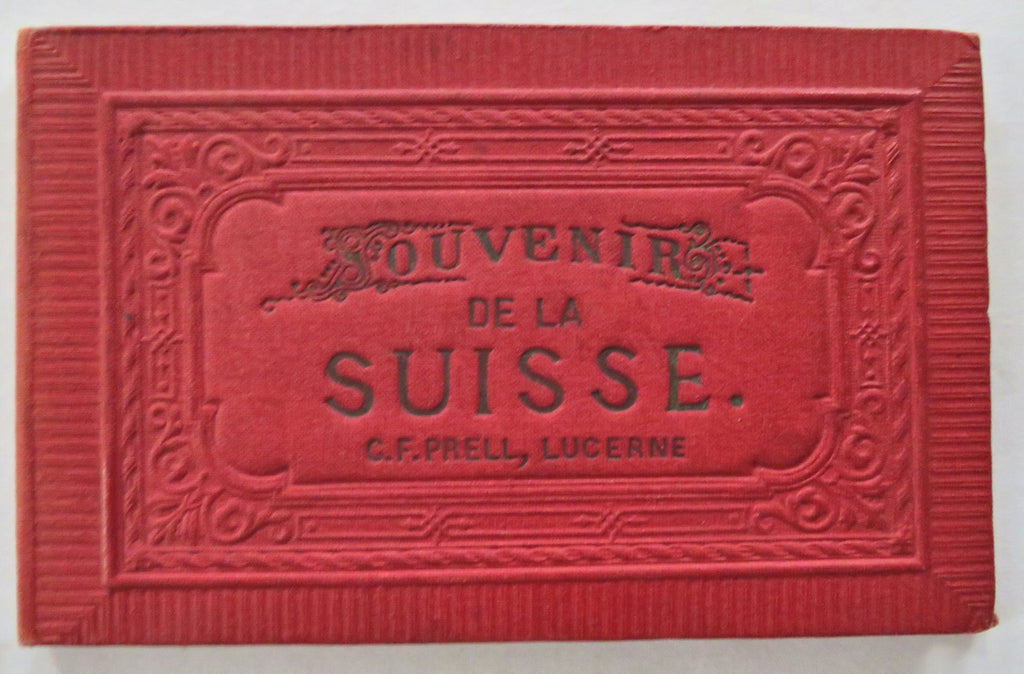 SOUVENIR
DE LA
SUISSE.
C.F. PRELL, LUCERNE